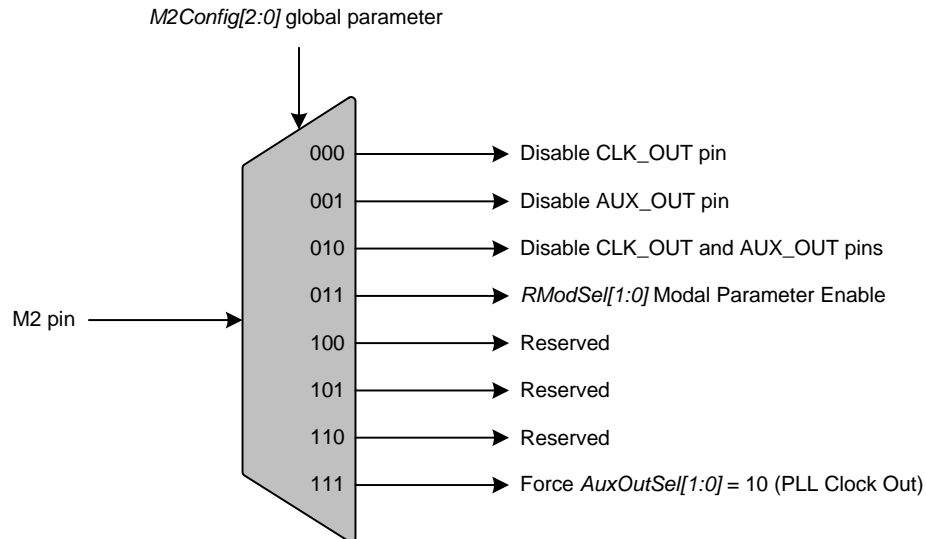 M2Config[2:0] global parameter
000 Disable CLK_OUT pin
001 Disable AUX_OUT pin
010 Disable CLK_OUT and AUX_OUT pins
011 RModSel[1:0] Modal Parameter Enable
M2 pin
100 Reserved
101 Reserved
110 Reserved
111 Force AuxOutSel[1:0] = 10 (PLL Clock Out)